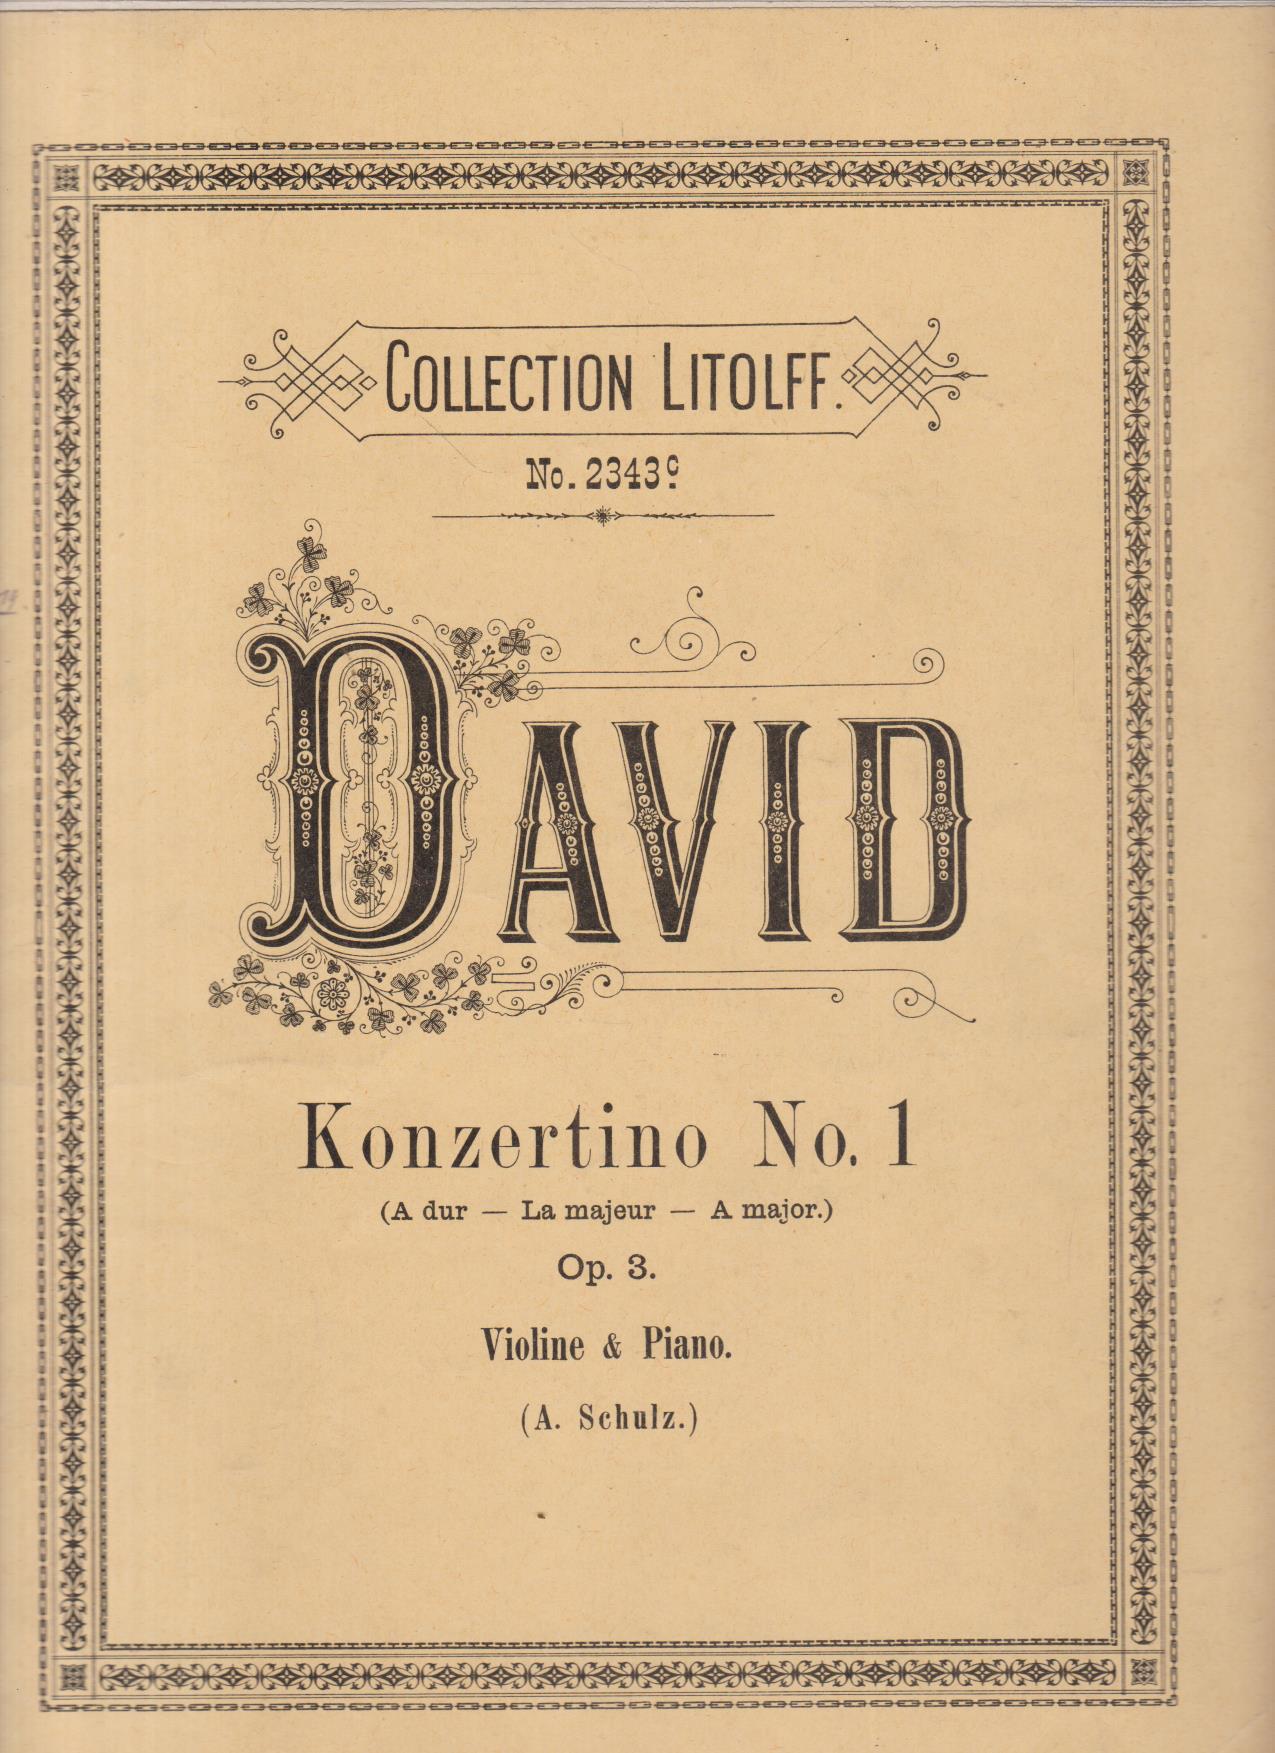 COLLECTION LITOLFF.
No. 2343c.
DAVID
Konzertino No. 1
(A dur — La majeur — A major.)
Op. 3.
Violine & Piano.
(A. Schulz.)